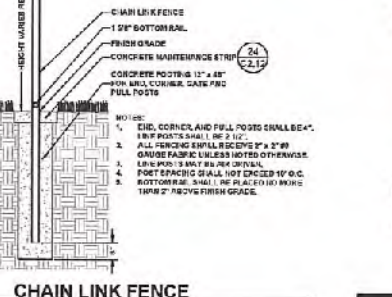 HEIGHT VARIES RE
CHAIN LINK FENCE
1 5/8" BOTTOM RAIL
FINISH GRADE
CONCRETE MAINTENANCE STRIP
24
C2.12
CONCRETE FOOTING 12" x 48"
FOR END, CORNER, GATE AND
PULL POSTS
NOTES:
1. END, CORNER, AND PULL POSTS SHALL BE 4".
LINE POSTS SHALL BE 2 1/2".
2. ALL FENCING SHALL RECEIVE 2" x 2" #9
GAUGE FABRIC UNLESS NOTED OTHERWISE.
3. LINE POSTS MAY BE AIR DRIVEN.
4. POST SPACING SHALL NOT EXCEED 10' O.C.
5. BOTTOM RAIL SHALL BE PLACED NO MORE
THAN 2" ABOVE FINISH GRADE.
CHAIN LINK FENCE